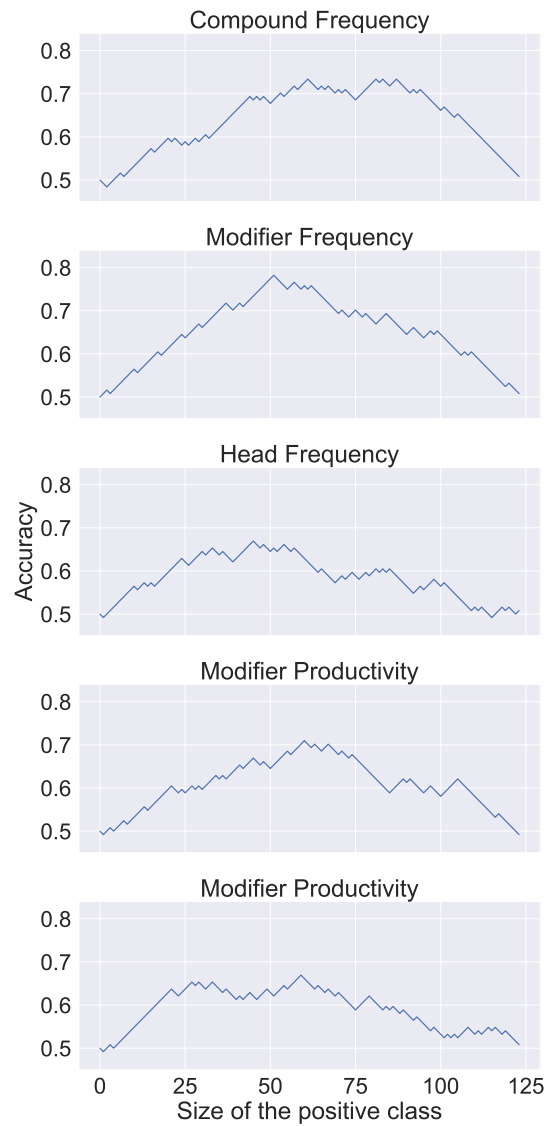 Compound Frequency
0.8
0.7
0.6
0.5
Modifier Frequency
0.8
0.7
0.6
0.5
Head Frequency
0.8
0.7
0.6
0.5
Accuracy
Modifier Productivity
0.8
0.7
0.6
0.5
Modifier Productivity
0.8
0.7
0.6
0.5
0 25 50 75 100 125
Size of the positive class